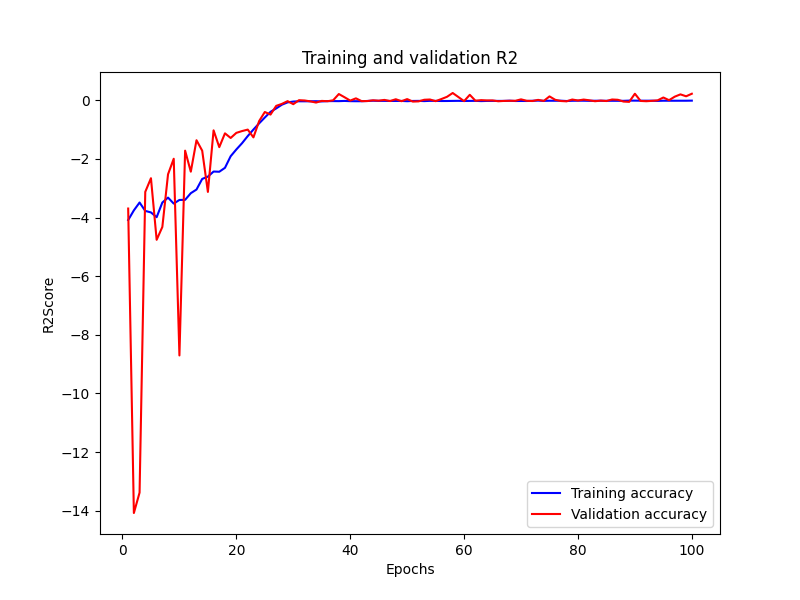 Training and validation R2
0
−2
−4
−6
−8
−10
−12
−14
R2Score
0
20
40
60
80
100
Epochs
Training accuracy
Validation accuracy